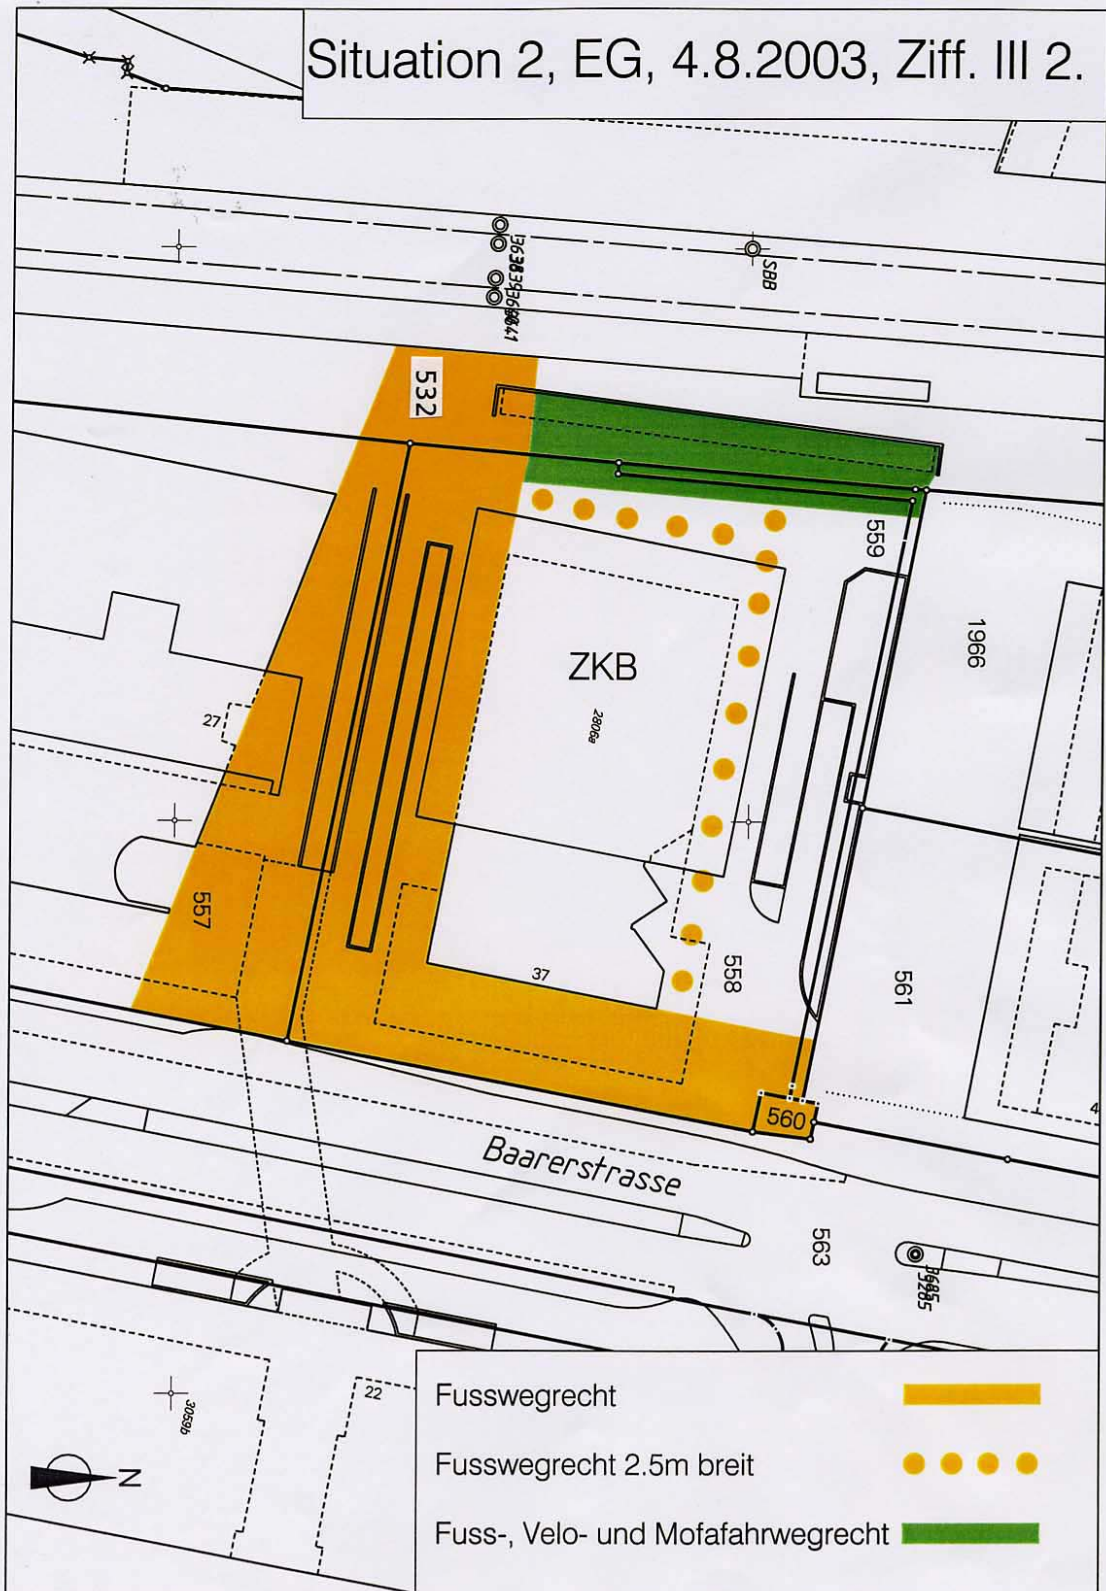 Situation 2, EG, 4.8.2003, Ziff. III 2.
SBB
532
559
1966
ZKB
2806a
27
557
37
558
561
560
Baarerstrasse
563
22
3059b
N
Fusswegrecht
Fusswegrecht 2.5m breit
Fuss-, Velo- und Mofafahrwegrecht